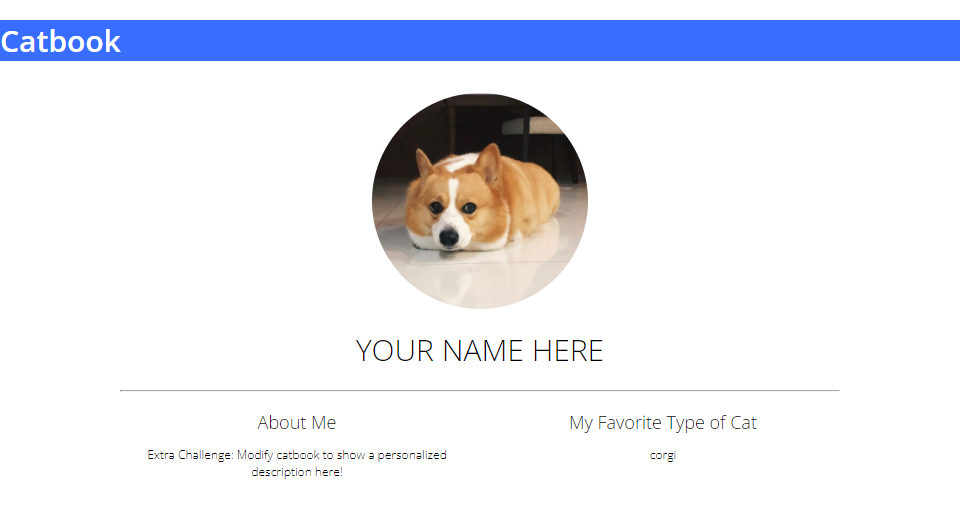 Catbook
YOUR NAME HERE
About Me
Extra Challenge: Modify catbook to show a personalized
description here!
My Favorite Type of Cat
corgi